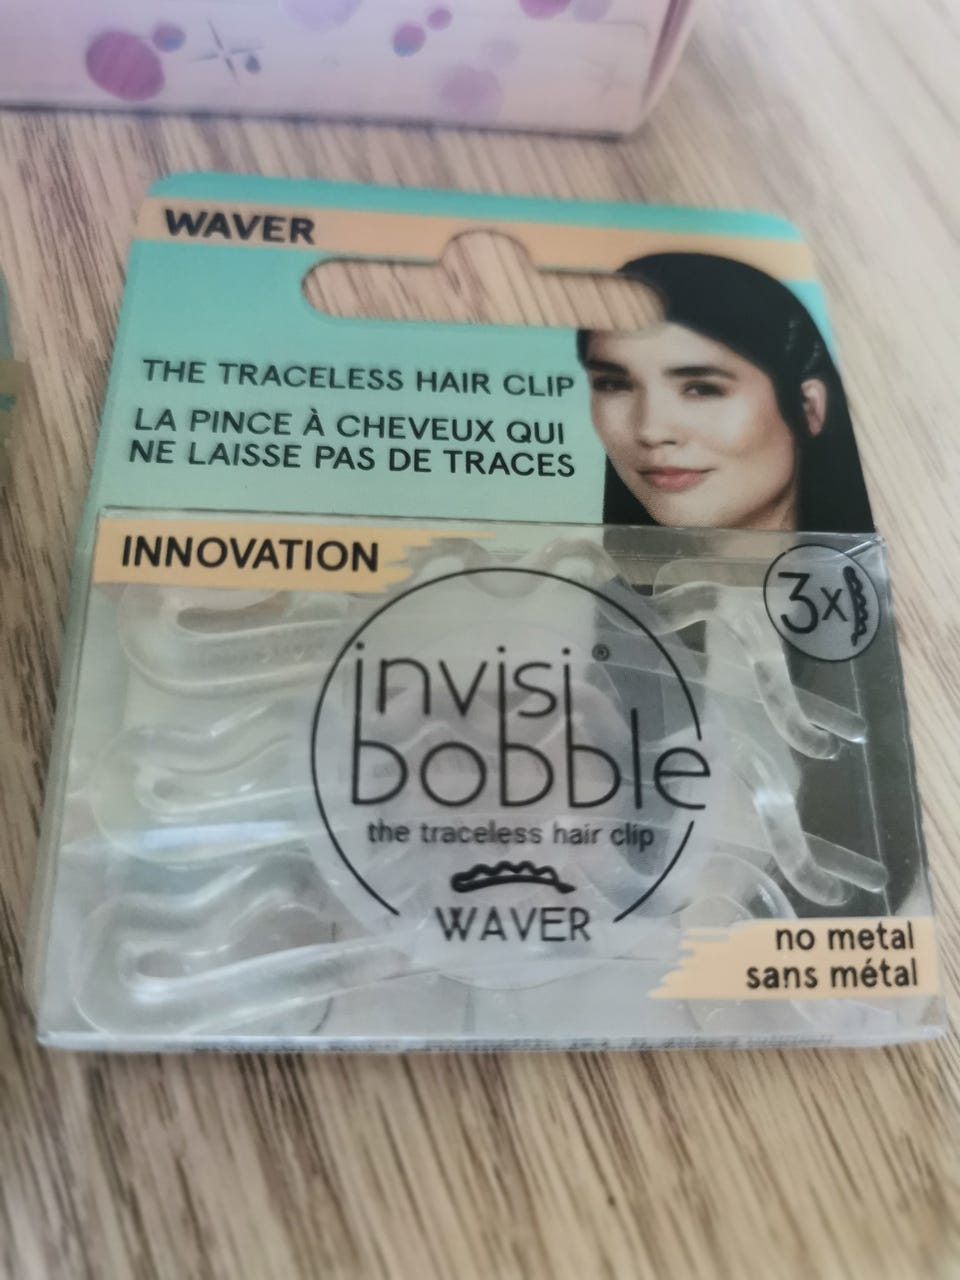 WAVER
THE TRACELESS HAIR CLIP
LA PINCE À CHEVEUX QUI
NE LAISSE PAS DE TRACES
INNOVATION
3x
invisi®
bobble
the traceless hair clip
WAVER
no metal
sans métal